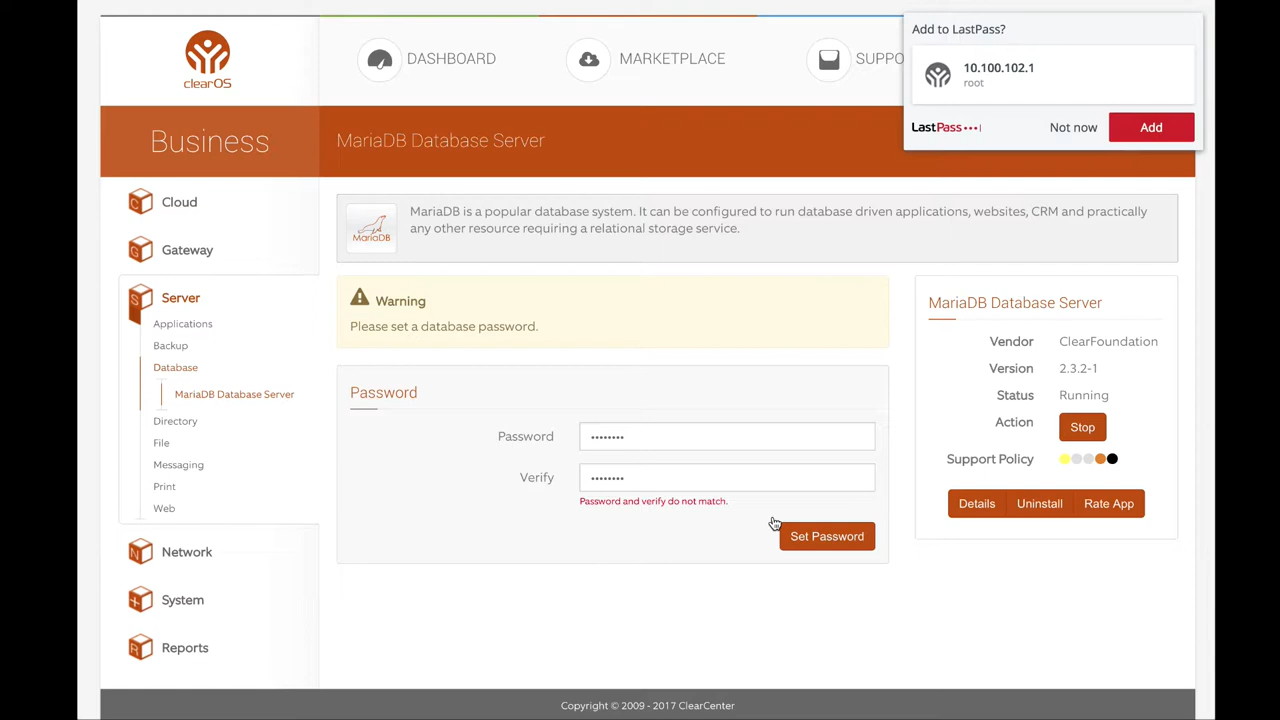 clearOS
DASHBOARD
MARKETPLACE
SUPPO
Add to LastPass?
10.100.102.1
root
LastPass
Not now
Add
Business
MariaDB Database Server
Cloud
Gateway
Server
Applications
Backup
Database
MariaDB Database Server
Directory
File
Messaging
Print
Web
Network
System
Reports
MariaDB
MariaDB is a popular database system. It can be configured to run database driven applications, websites, CRM and practically
any other resource requiring a relational storage service.
Warning
Please set a database password.
Password
Password
••••••••
Verify
••••••••
Password and verify do not match.
Set Password
MariaDB Database Server
Vendor ClearFoundation
Version 2.3.2-1
Status Running
Action Stop
Support Policy
Details Uninstall Rate App
Copyright © 2009 - 2017 ClearCenter